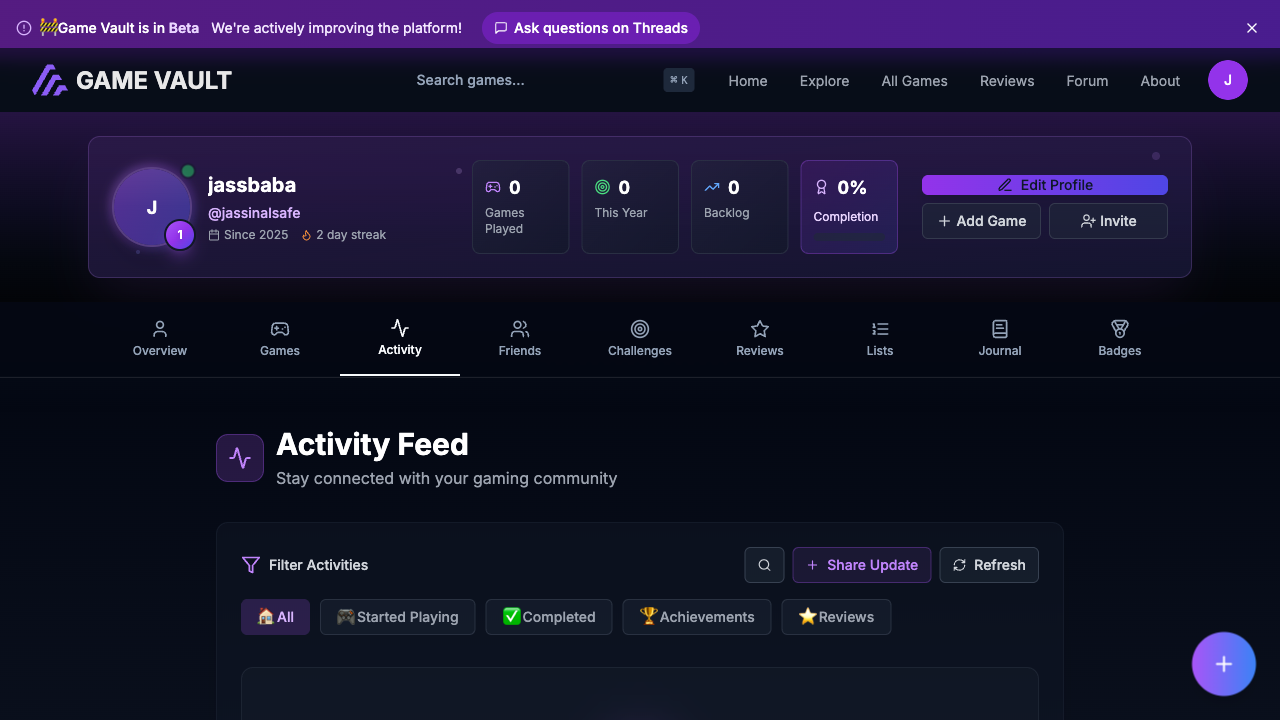 🚧Game Vault is in Beta We're actively improving the platform! Ask questions on Threads
GAME VAULT Search games... ⌘ K Home Explore All Games Reviews Forum About J
J
1
jassbaba
@jassinalsafe
Since 2025 2 day streak
0
Games
Played
0
This Year
0
Backlog
0%
Completion
Edit Profile
Add Game Invite
Overview Games Activity Friends Challenges Reviews Lists Journal Badges
Activity Feed
Stay connected with your gaming community
Filter Activities Share Update Refresh
🏠All 🎮Started Playing ✅Completed 🏆Achievements ⭐Reviews